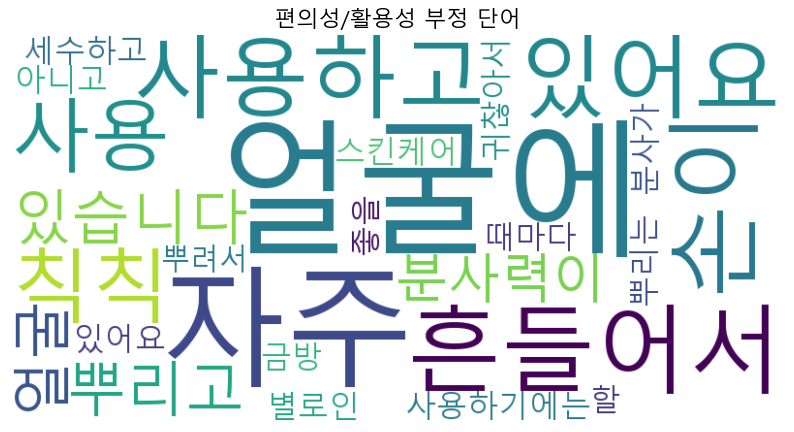 편의성/활용성 부정 단어
세수하고
아니고
사용하고
귀찮아서
있어요
사용
얼굴에
스킨케어
분사가
손이
있습니다
좋을
때마다
뿌리는
칙칙
뿌려서
분사력이
자주
흔들어서
얼굴
있어요
금방
뿌리고
별로인
사용하기에는
할